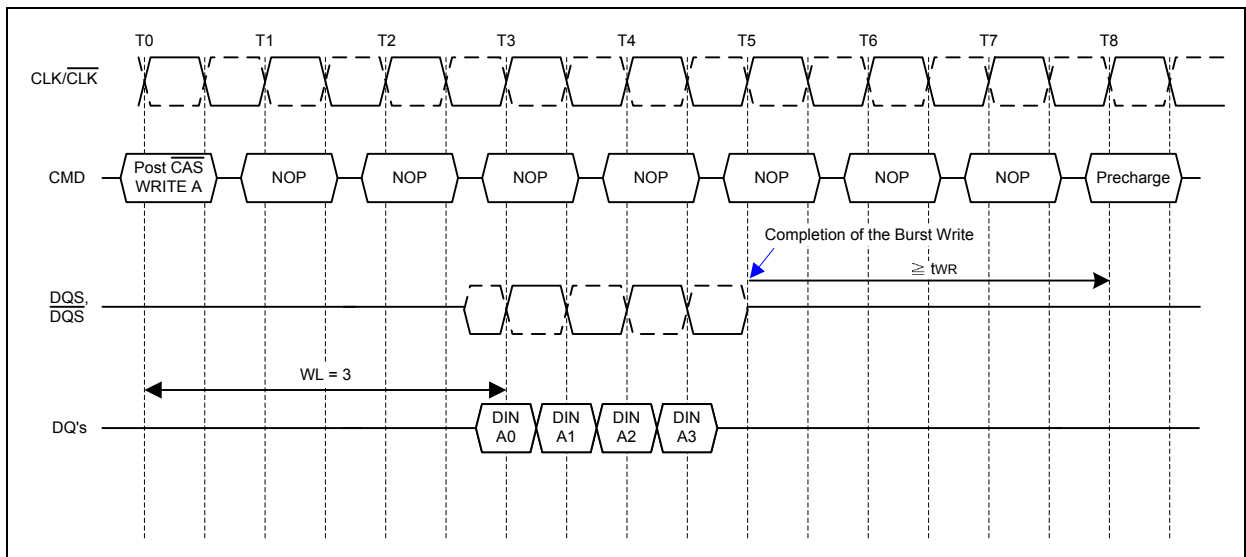 T0 T1 T2 T3 T4 T5 T6 T7 T8
CLK/CLK
CMD
Post CAS
WRITE A
NOP NOP NOP NOP NOP NOP NOP Precharge
Completion of the Burst Write
≧ tWR
DQS,
DQS
WL = 3
DQ's
DIN DIN DIN DIN
A0 A1 A2 A3